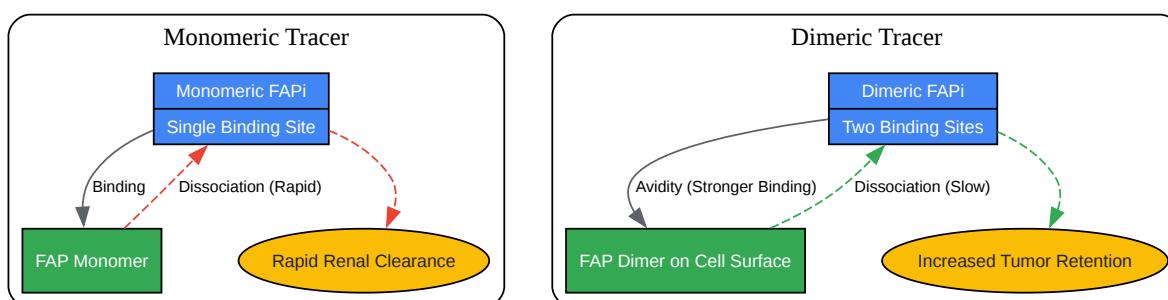 Monomeric Tracer
Monomeric FAPi
Single Binding Site
Binding
Dissociation (Rapid)
FAP Monomer
Rapid Renal Clearance
Dimeric Tracer
Dimeric FAPi
Two Binding Sites
Avidity (Stronger Binding)
Dissociation (Slow)
FAP Dimer on Cell Surface
Increased Tumor Retention